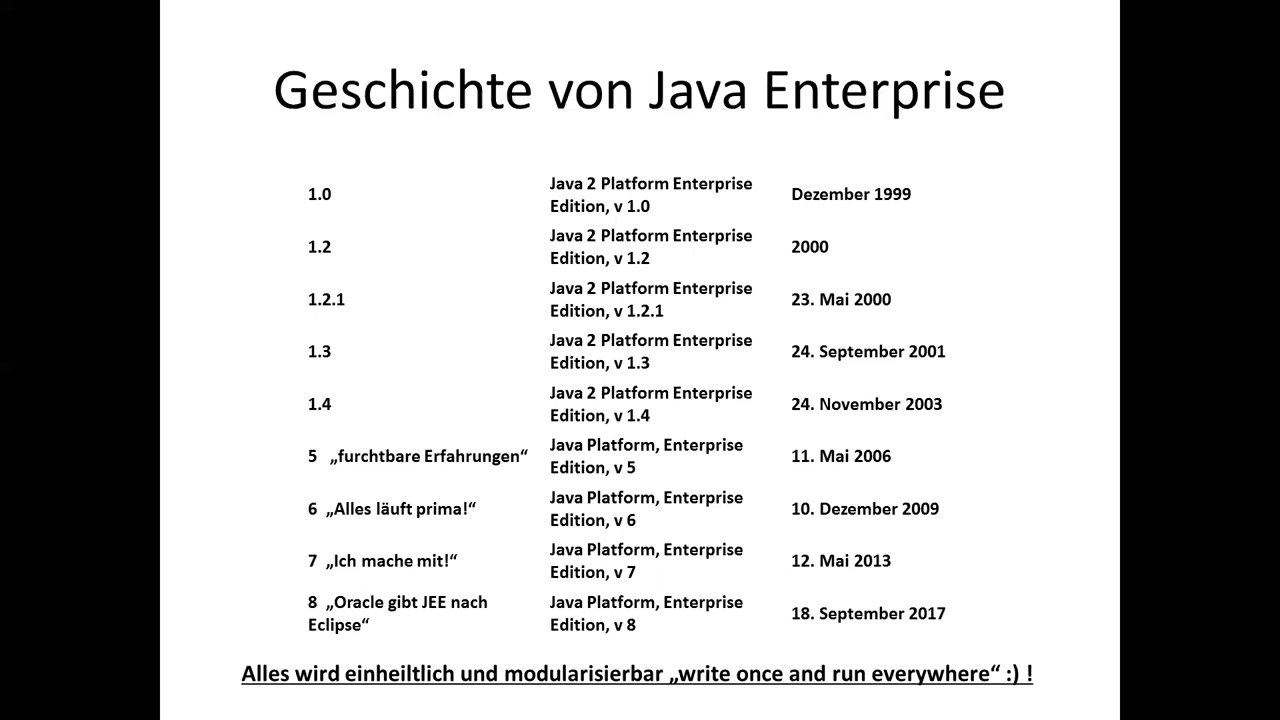 Geschichte von Java Enterprise
1.0
Java 2 Platform Enterprise
Edition, v 1.0
Dezember 1999
1.2
Java 2 Platform Enterprise
Edition, v 1.2
2000
1.2.1
Java 2 Platform Enterprise
Edition, v 1.2.1
23. Mai 2000
1.3
Java 2 Platform Enterprise
Edition, v 1.3
24. September 2001
1.4
Java 2 Platform Enterprise
Edition, v 1.4
24. November 2003
5 „furchtbare Erfahrungen“
Java Platform, Enterprise
Edition, v 5
11. Mai 2006
6 „Alles läuft prima!“
Java Platform, Enterprise
Edition, v 6
10. Dezember 2009
7 „Ich mache mit!“
Java Platform, Enterprise
Edition, v 7
12. Mai 2013
8 „Oracle gibt JEE nach
Eclipse“
Java Platform, Enterprise
Edition, v 8
18. September 2017
Alles wird einheiltlich und modularisierbar „write once and run everywhere“ :) !